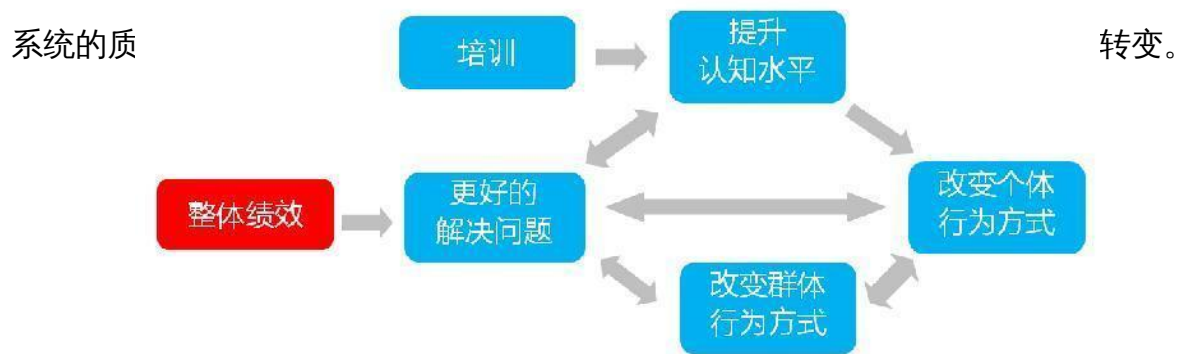 系统的质
转变。
培训
提升
认知水平
整体绩效
更好的
解决问题
改变个体
行为方式
改变群体
行为方式